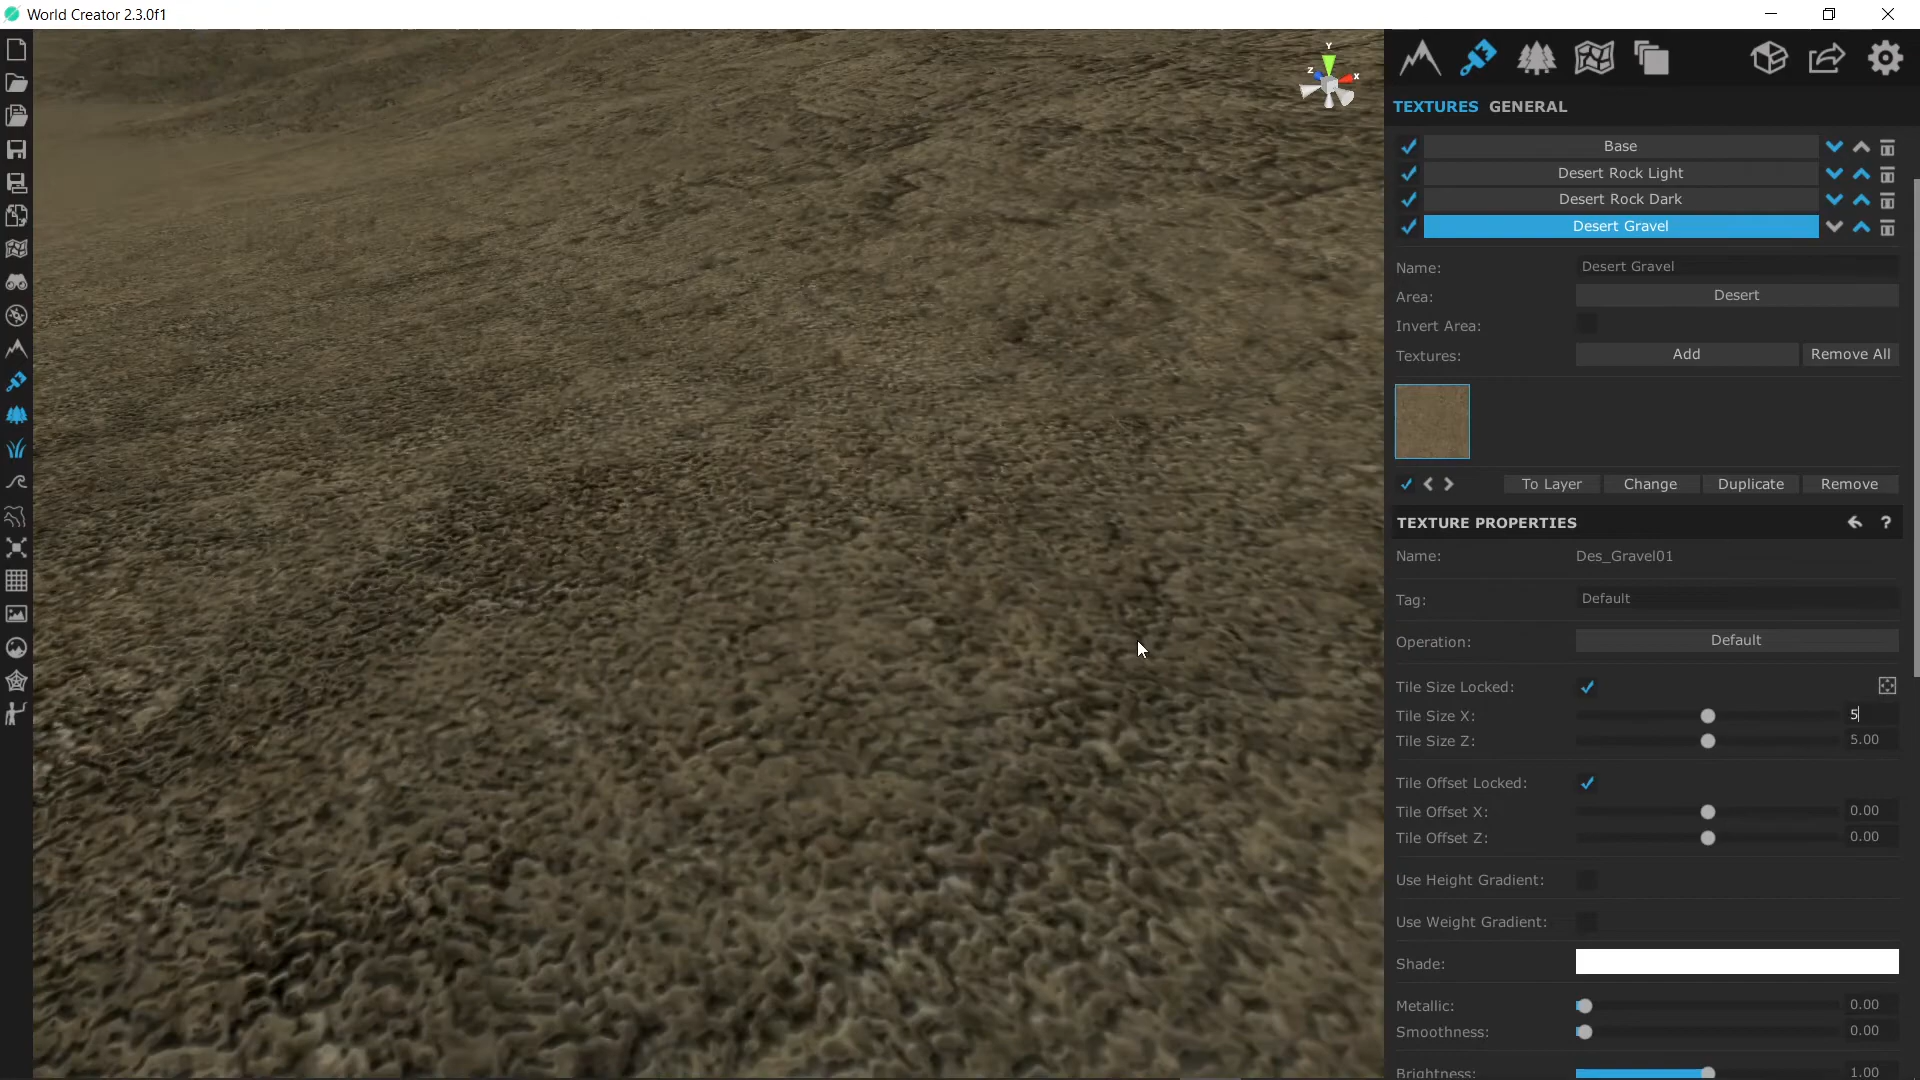 World Creator 2.3.0f1
Y
Z
X
TEXTURES GENERAL
Base
Desert Rock Light
Desert Rock Dark
Desert Gravel
Name: Desert Gravel
Area: Desert
Invert Area:
Textures: Add Remove All
To Layer Change Duplicate Remove
TEXTURE PROPERTIES ?
Name: Des_Gravel01
Tag: Default
Operation: Default
Tile Size Locked:
Tile Size X: 5
Tile Size Z: 5.00
Tile Offset Locked:
Tile Offset X: 0.00
Tile Offset Z: 0.00
Use Height Gradient:
Use Weight Gradient:
Shade:
Metallic: 0.00
Smoothness: 0.00
Brightness: 1.00